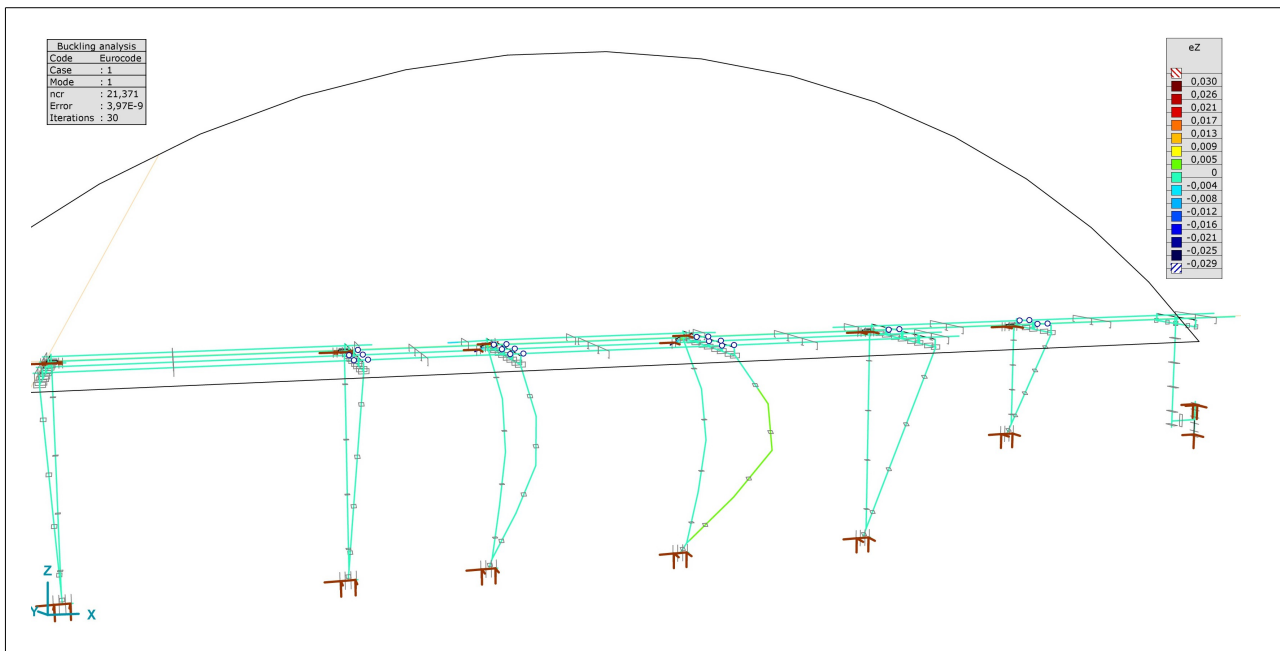 Buckling analysis
Code Eurocode
Case : 1
Mode : 1
ncr : 21,371
Error : 3,97E-9
Iterations : 30
eZ
0,030
0,026
0,021
0,017
0,013
0,009
0,005
0
-0,004
-0,008
-0,012
-0,016
-0,021
-0,025
-0,029
Z
Y X